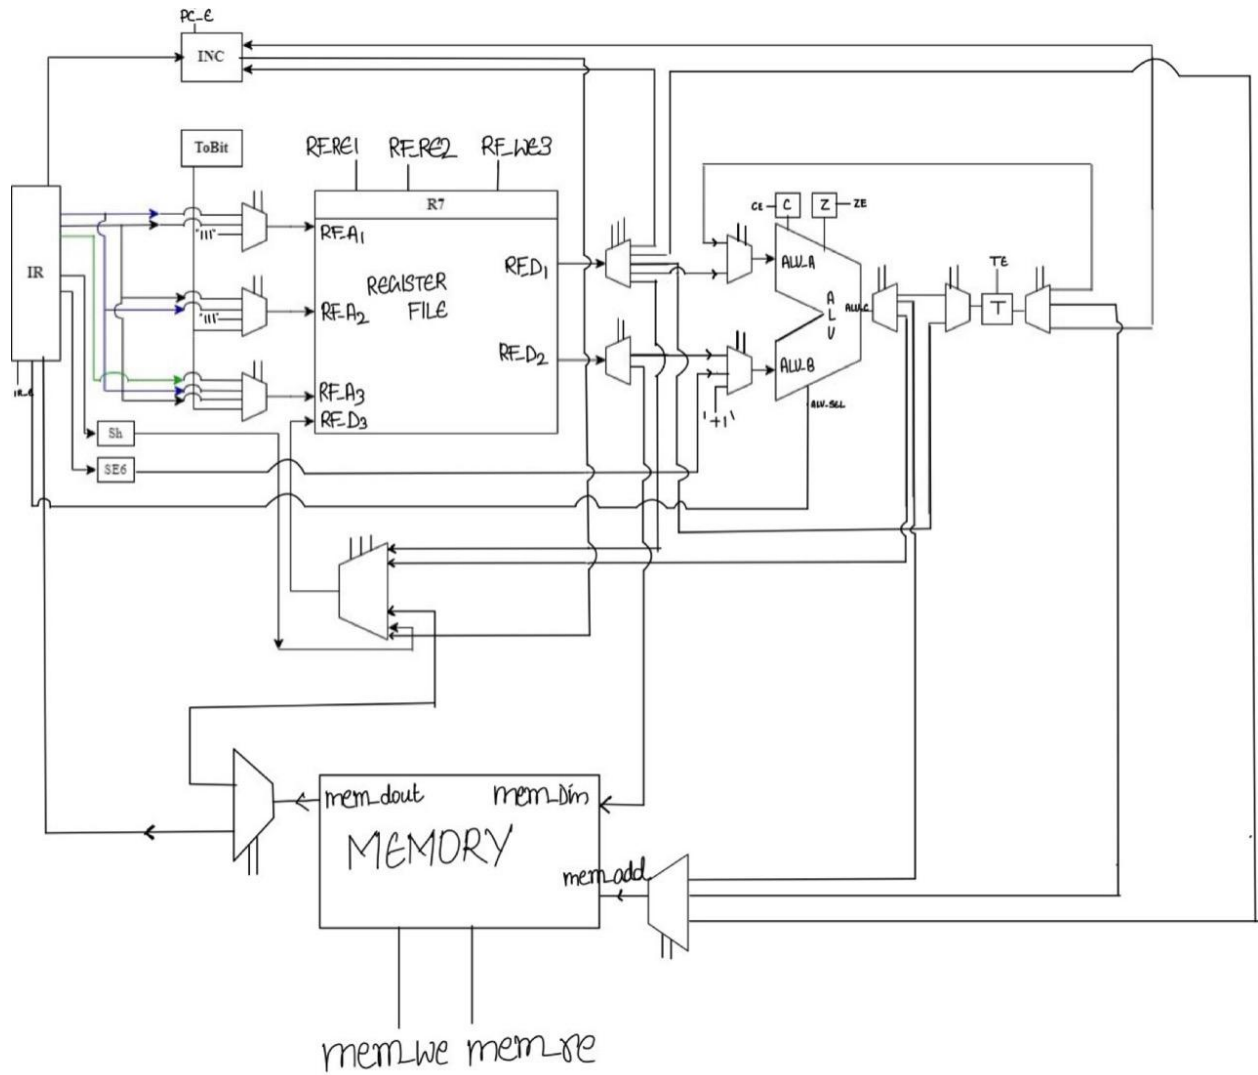 PC_E
INC
ToBit
RF_RE1
RF_RE2
RF_WE3
R7
IR
"111"
RF_A1
REGISTER
FILE
RF_D1
"111"
RF_A2
RF_D2
RF_A3
RF_D3
IR_E
Sh
SE6
CE
C
Z
ZE
ALU_A
ALU
ALU_C
ALU_B
'+1'
ALU_SEL
TE
T
mem_dout
mem_Din
MEMORY
mem_add
mem_we
mem_re